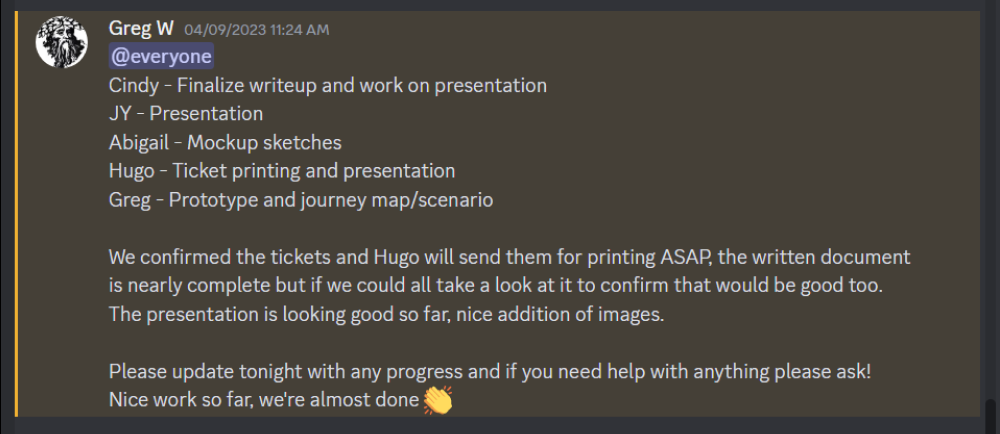 Greg W 04/09/2023 11:24 AM
@everyone
Cindy - Finalize writeup and work on presentation
JY - Presentation
Abigail - Mockup sketches
Hugo - Ticket printing and presentation
Greg - Prototype and journey map/scenario
We confirmed the tickets and Hugo will send them for printing ASAP, the written document
is nearly complete but if we could all take a look at it to confirm that would be good too.
The presentation is looking good so far, nice addition of images.
Please update tonight with any progress and if you need help with anything please ask!
Nice work so far, we're almost done 👏